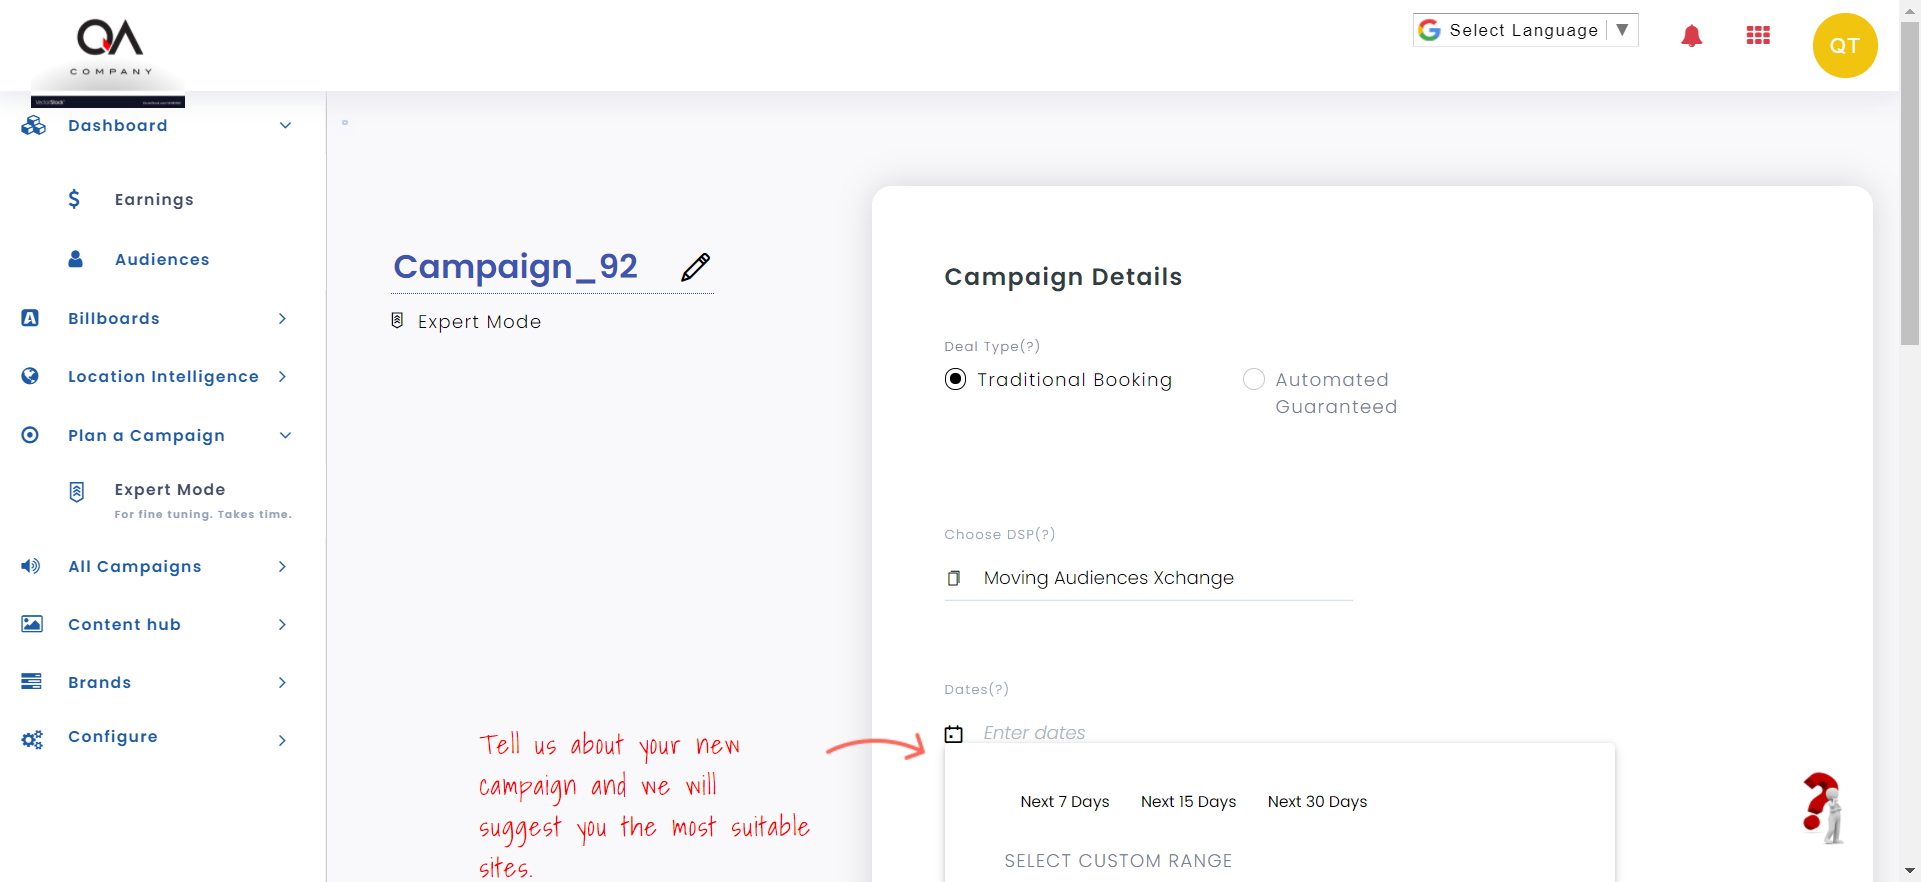 QA
COMPANY
Select Language
QT
Dashboard
Earnings
Audiences
Billboards
Location Intelligence
Plan a Campaign
Expert Mode
For fine tuning. Takes time.
All Campaigns
Content hub
Brands
Configure
Campaign_92
Expert Mode
Tell us about your new
campaign and we will
suggest you the most suitable
sites.
Campaign Details
Deal Type(?)
Traditional Booking
Automated
Guaranteed
Choose DSP(?)
Moving Audiences Xchange
Dates(?)
Enter dates
Next 7 Days Next 15 Days Next 30 Days
SELECT CUSTOM RANGE